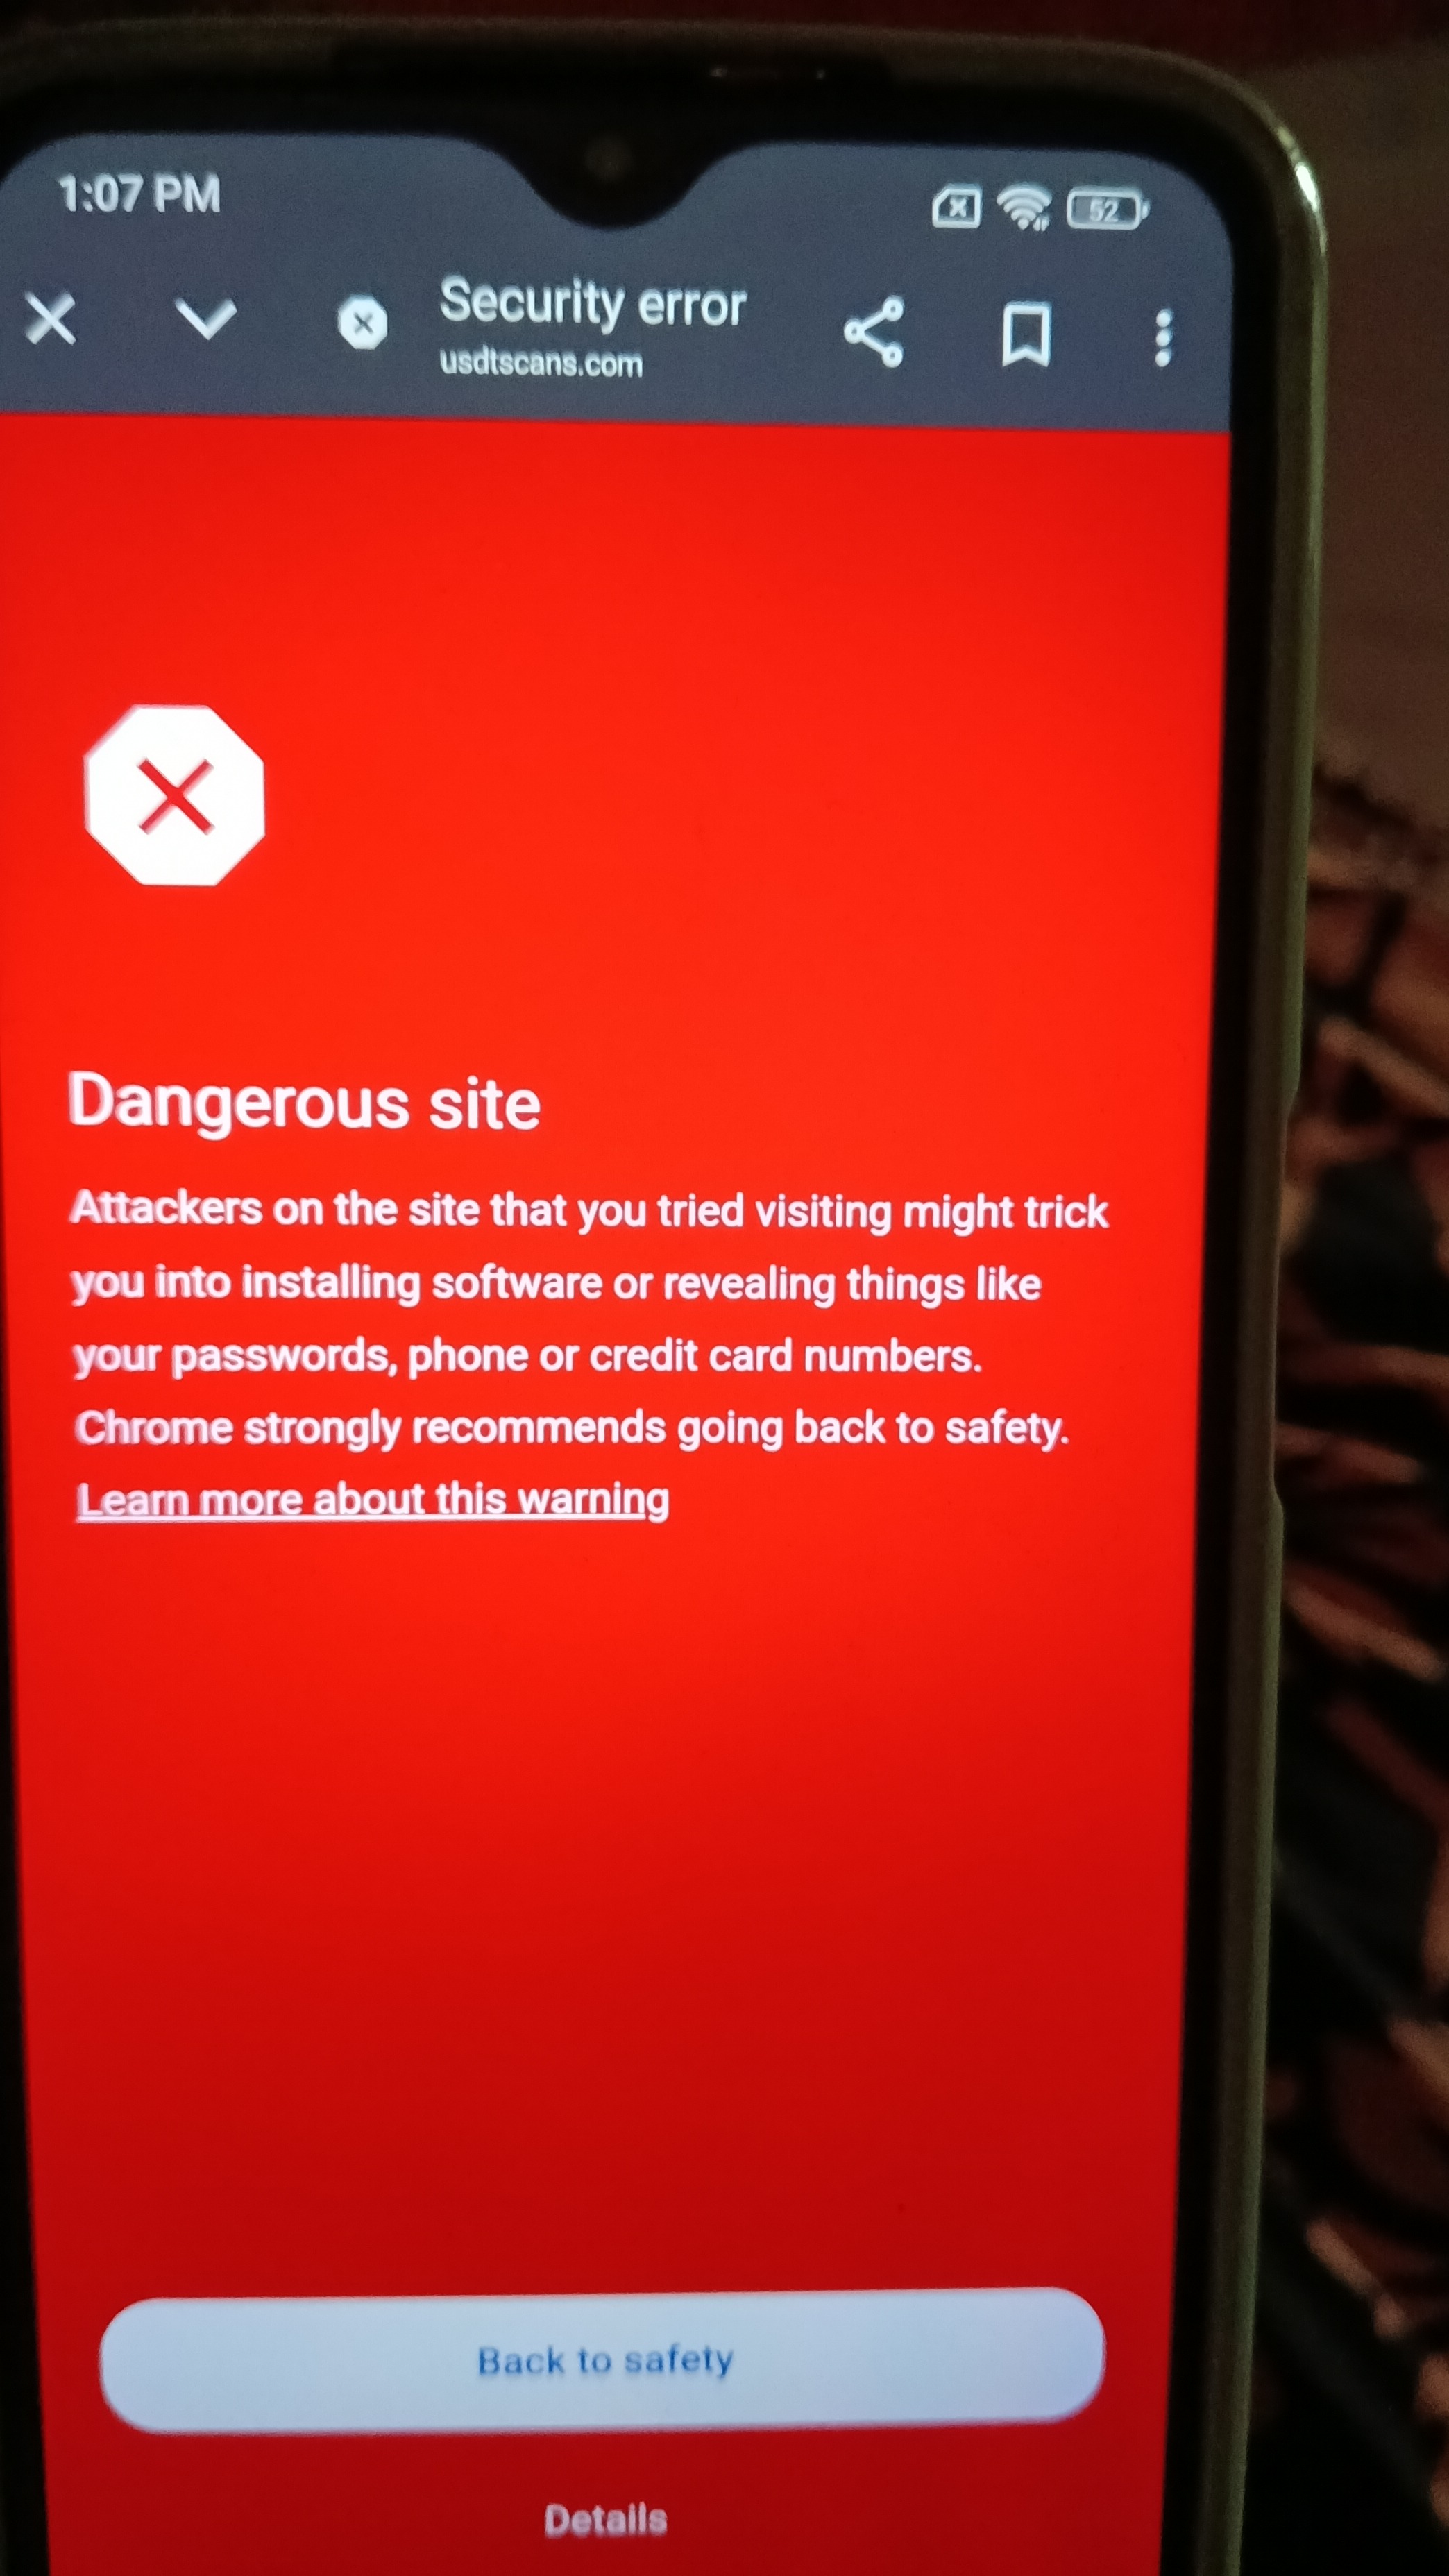 1:07 PM
52
Security error
usdtscans.com
Dangerous site
Attackers on the site that you tried visiting might trick
you into installing software or revealing things like
your passwords, phone or credit card numbers.
Chrome strongly recommends going back to safety.
Learn more about this warning
Back to safety
Details